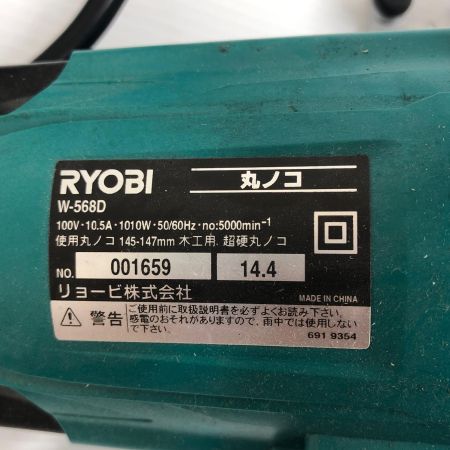 RYOBI 丸ノコ
W-568D
100V・10.5A・1010W・50/60Hz・no:5000min⁻¹
使用丸ノコ 145-147mm 木工用. 超硬丸ノコ
NO. 001659 14.4
リョービ株式会社 MADE IN CHINA
警告 ご使用前に取扱説明書を必ずよくお読み下さい。
感電のおそれがありますので、雨中では使用しない
で下さい。 691 9354